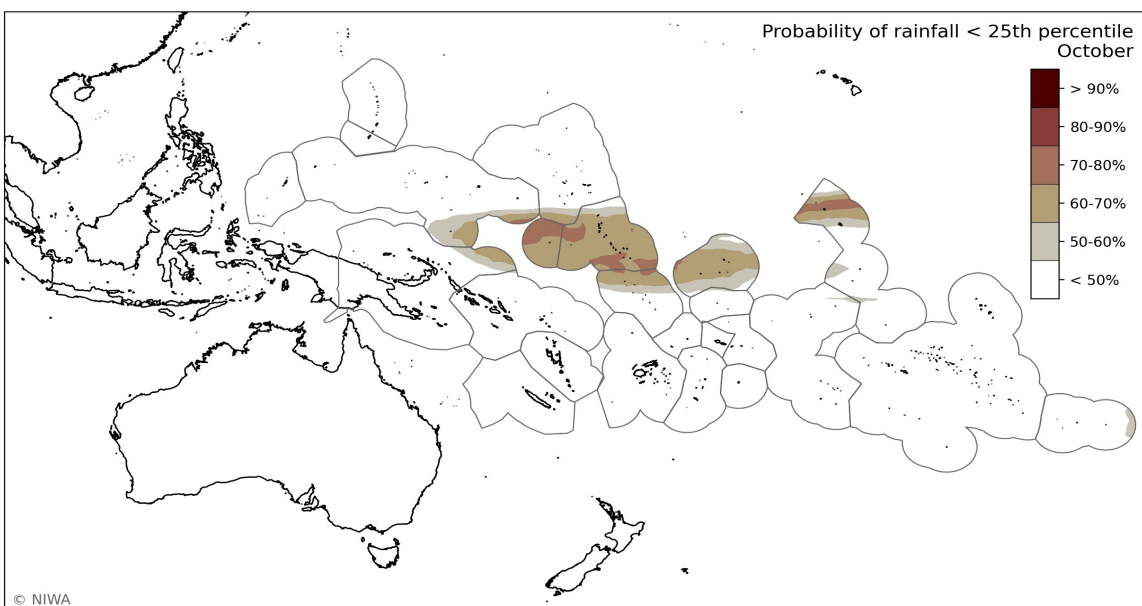 Probability of rainfall < 25th percentile
October
> 90%
80-90%
70-80%
60-70%
50-60%
< 50%
© NIWA